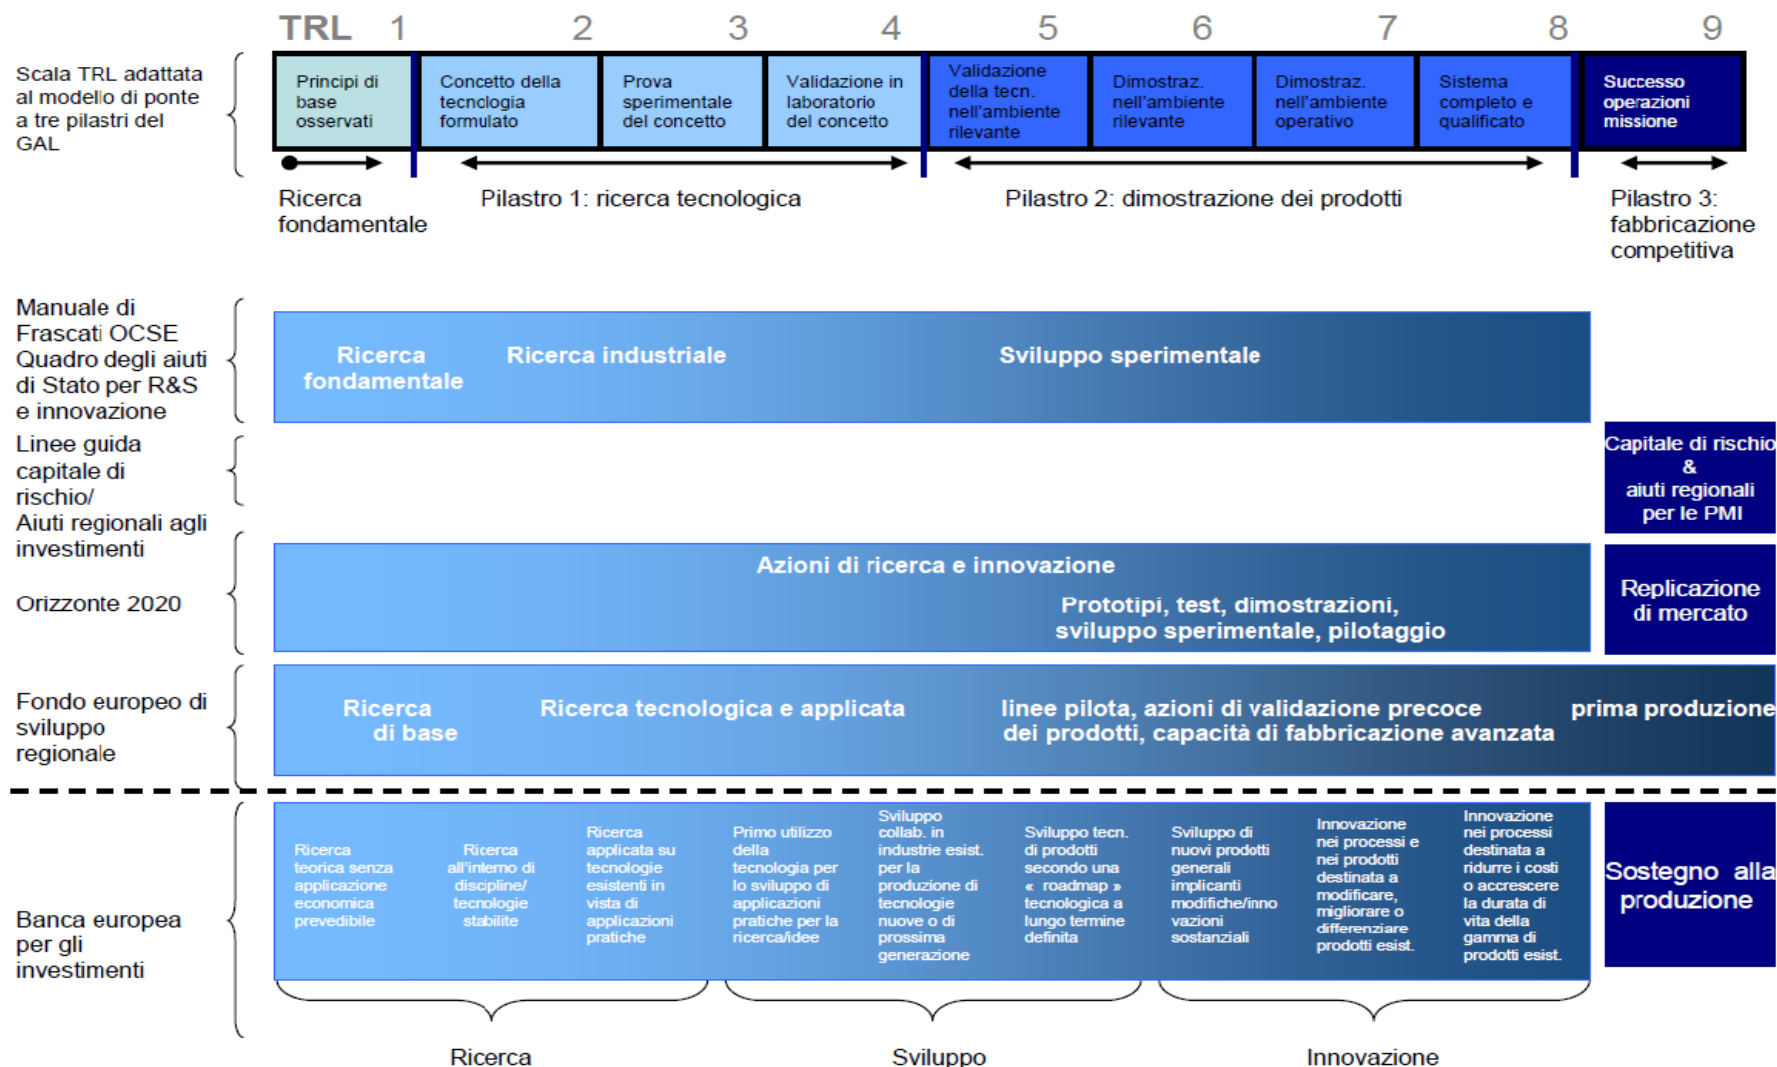 TRL 1 2 3 4 5 6 7 8 9
Scala TRL adattata
al modello di ponte
a tre pilastri del
GAL
Principi di
base
osservati
Concetto della
tecnclogia
formulato
Prova
sperimentale
del concetto
Validazione in
laboratorio
del concetto
Validazione
della tecn.
nell'ambiente
rilevante
Dimostraz.
nell'ambiente
rilevante
Dimostraz.
nell'ambiente
operativo
Sistema
completo e
qualificato
Successo
operazioni
missione
Ricerca
fondamentale
Pilastro 1: ricerca tecnologica
Pilastro 2: dimostrazione dei prodotti
Pilastro 3:
fabbricazione
competitiva
Manuale di
Frascati OCSE
Quadro degli aiuti
di Stato per R&S
e innovazione
Ricerca
fondamentale
Ricerca industriale
Sviluppo sperimentale
Linee guida
capitale di
rischio/
Aiuti regionali agli
investimenti
Capitale di rischio
&
aiuti regionali
per le PMI
Orizzonte 2020
Azioni di ricerca e innovazione
Prototipi, test, dimostrazioni,
sviluppo sperimentale, pilotaggio
Replicazione
di mercato
Fondo europeo di
sviluppo
regionale
Ricerca
di base
Ricerca tecnologica e applicata
linee pilota, azioni di validazione precoce
dei prodotti, capacità di fabbricazione avanzata
prima produzione
Banca europea
per gli
investimenti
Ricerca
teorica senza
applicazione
economica
prevedibile
Ricerca
all'interno di
discipline/
tecnologie
stabilite
Ricerca
applicata su
tecnologie
esistenti in
vista di
applicazioni
pratiche
Primo utilizzo
della
tecnologia per
lo sviluppo di
applicazioni
pratiche per la
ricerca/idee
Sviluppo
collab. in
industrie esist.
per la
produzione di
tecnologie
nuove o di
prossima
generazione
Sviluppo tecn.
di prodotti
secondo una
« roadmap »
tecnologica a
lungo termine
definita
Sviluppo di
nuovi prodotti
generali
implicanti
modifiche/inno
vazioni
sostanziali
Innovazione
nei processi e
nei prodotti
destinata a
modificare,
migliorare o
differenziare
prodotti esist.
Innovazione
nei processi
destinata a
ridurre i costi
o accrescere
la durata di
vita della
gamma di
prodotti esist.
Sostegno alla
produzione
Ricerca
Sviluppo
Innovazione